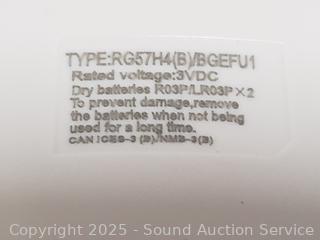 TYPE:RG57H4(B)/BGEFU1
Rated voltage:3VDC
Dry batteries R03P/LR03P×2
To prevent damage,remove
the batteries when not being
used for a long time.
CAN ICES-3 (B)/NMB-3(B)
Copyright 2025 - Sound Auction Service